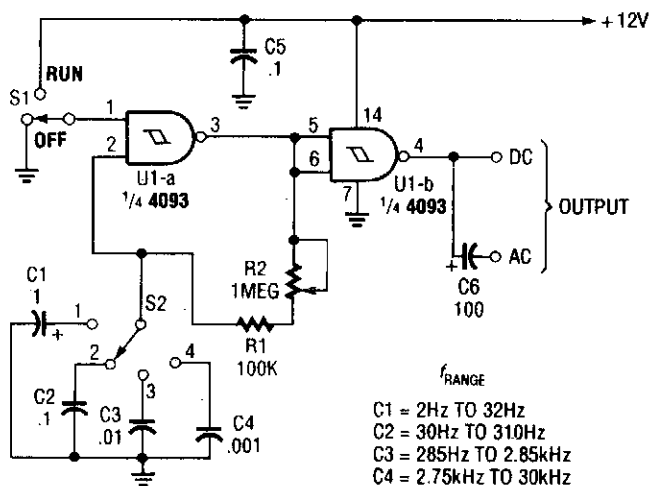 +12V
C5
.1
RUN
S1
OFF
1
2
3
U1-a
1/4 4093
5
6
14
4
7
U1-b
1/4 4093
DC
AC
OUTPUT
C6
100
+
R2
1MEG
R1
100K
C1
1
+
1
S2
2
3
4
C2
.1
C3
.01
C4
.001
fRANGE
C1 = 2Hz TO 32Hz
C2 = 30Hz TO 310Hz
C3 = 285Hz TO 2.85kHz
C4 = 2.75kHz TO 30kHz